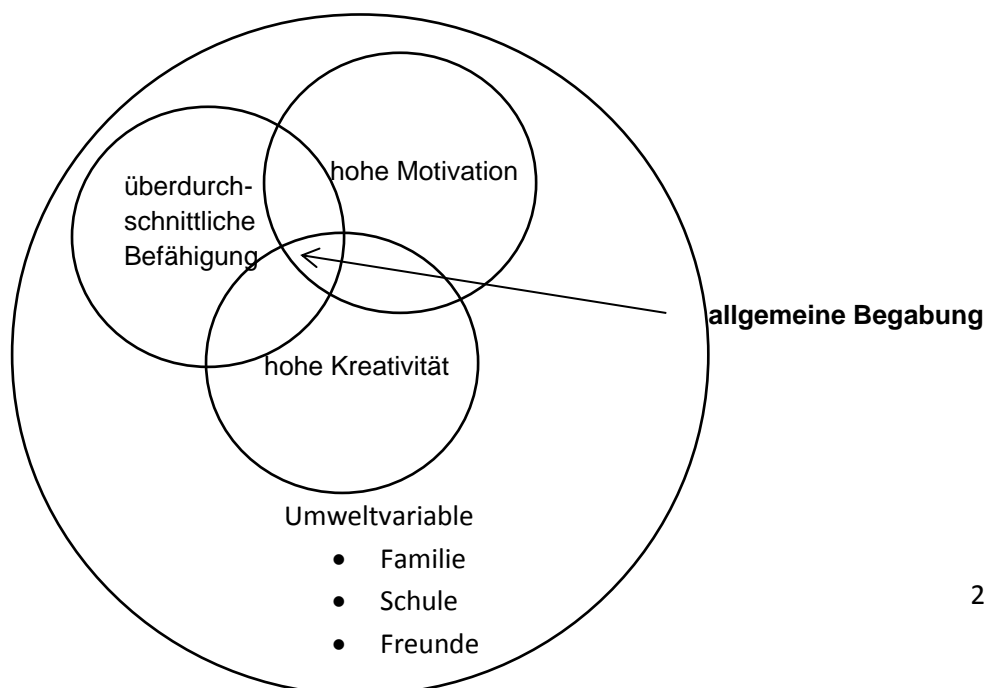 hohe Motivation
überdurch-
schnittliche
Befähigung
allgemeine Begabung
hohe Kreativität
Umweltvariable
• Familie
• Schule
• Freunde
2